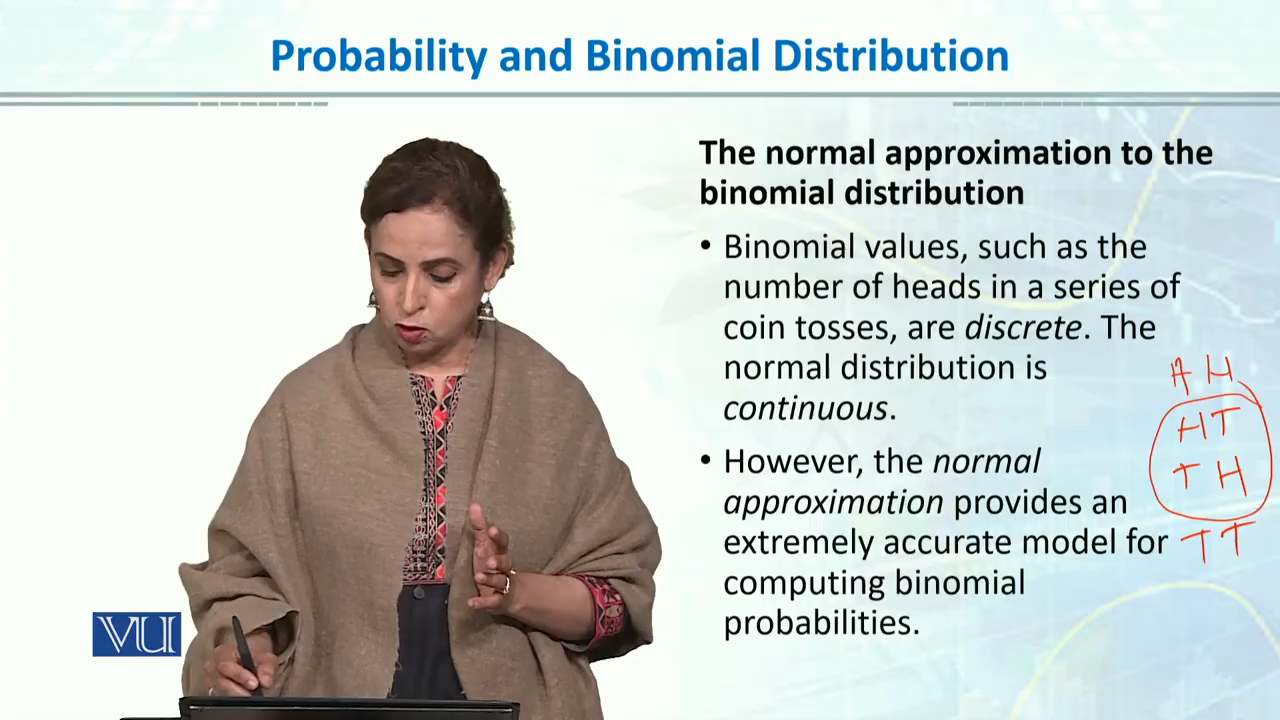 Probability and Binomial Distribution
The normal approximation to the
binomial distribution
• Binomial values, such as the
number of heads in a series of
coin tosses, are discrete. The
normal distribution is
continuous.
• However, the normal
approximation provides an
extremely accurate model for
computing binomial
probabilities.
H H
HT
T H
T T
VU